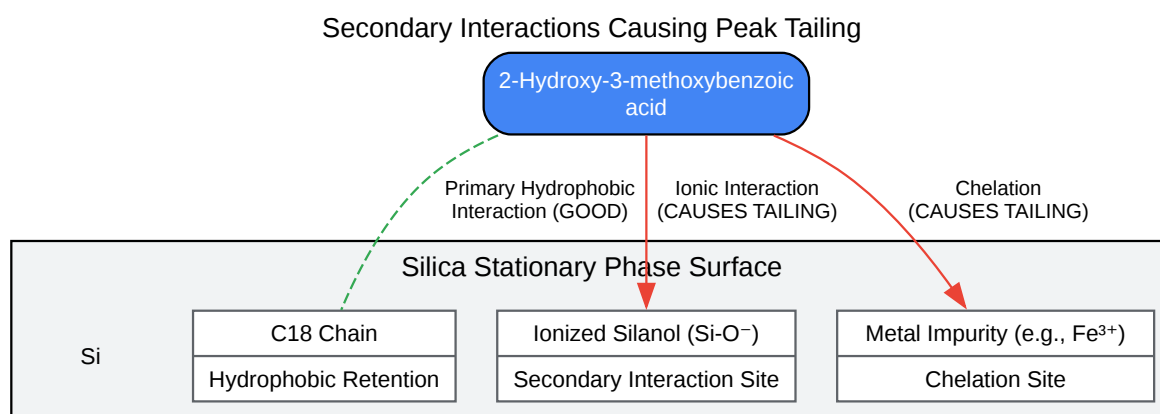 Secondary Interactions Causing Peak Tailing
2-Hydroxy-3-methoxybenzoic
acid
Primary Hydrophobic
Interaction (GOOD)
Ionic Interaction
(CAUSES TAILING)
Chelation
(CAUSES TAILING)
Silica Stationary Phase Surface
Si
C18 Chain
Hydrophobic Retention
Ionized Silanol (Si-O⁻)
Secondary Interaction Site
Metal Impurity (e.g., Fe³⁺)
Chelation Site